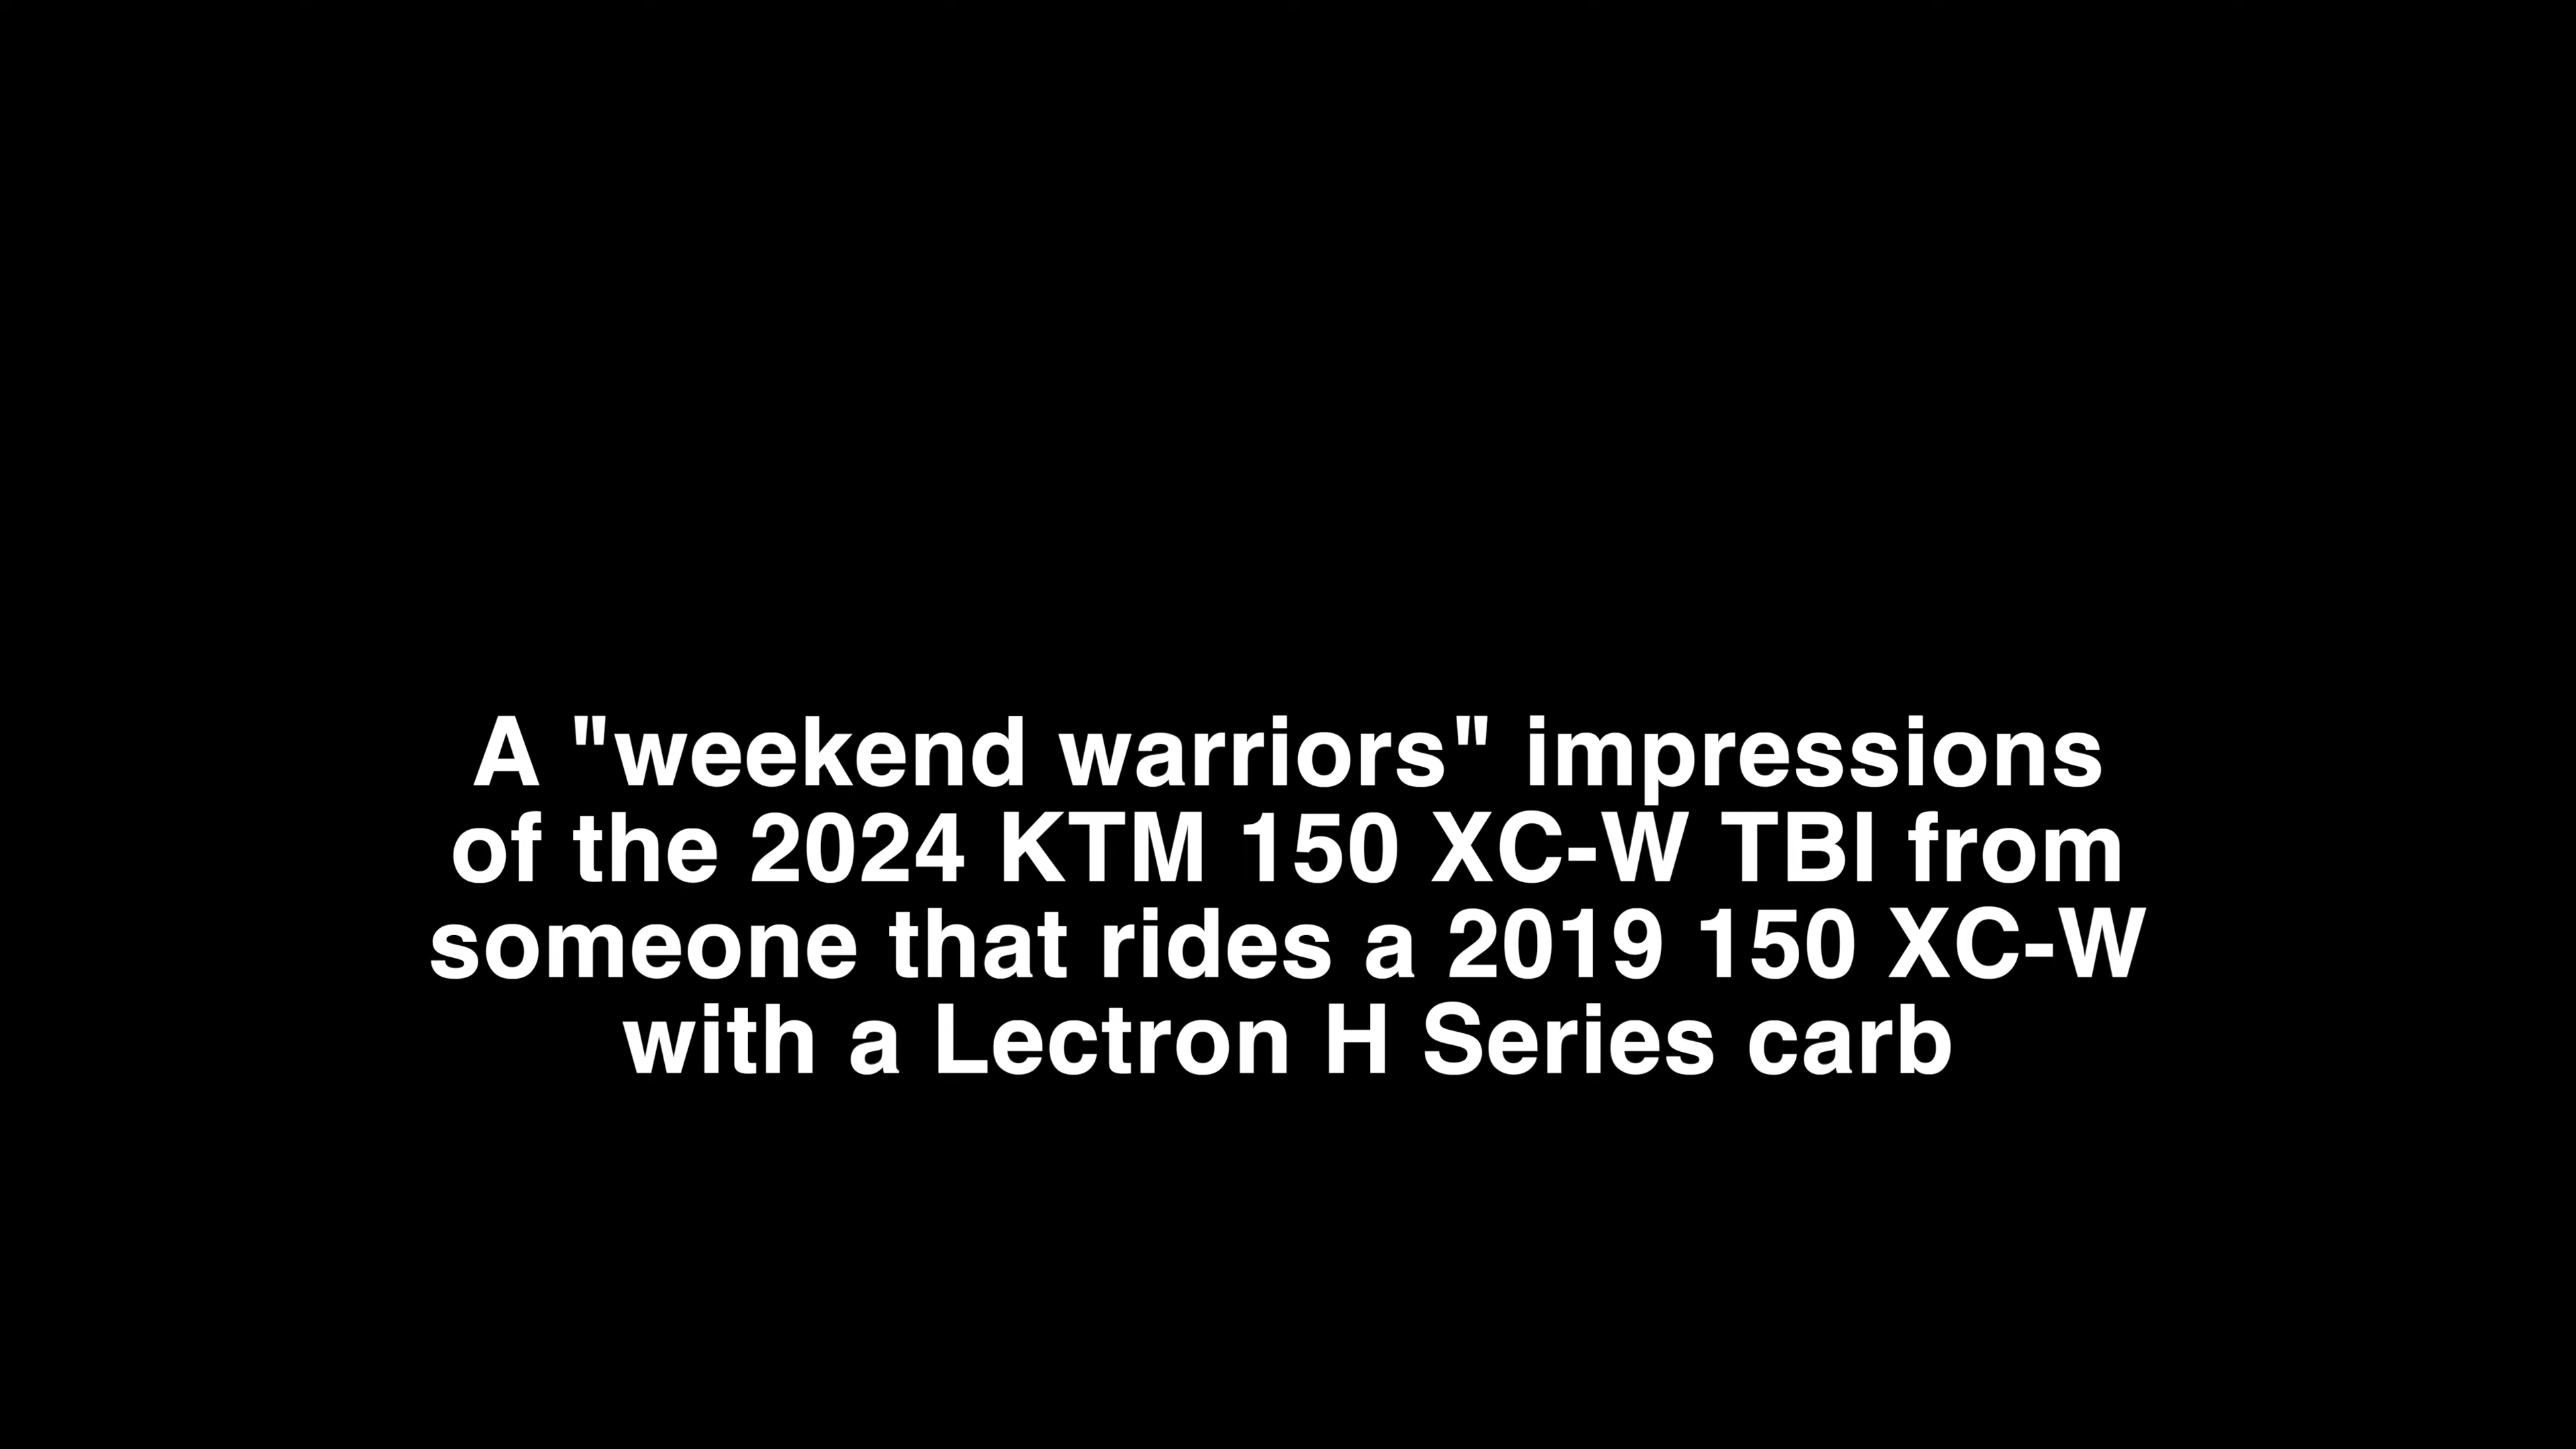 A "weekend warriors" impressions
of the 2024 KTM 150 XC-W TBI from
someone that rides a 2019 150 XC-W
with a Lectron H Series carb